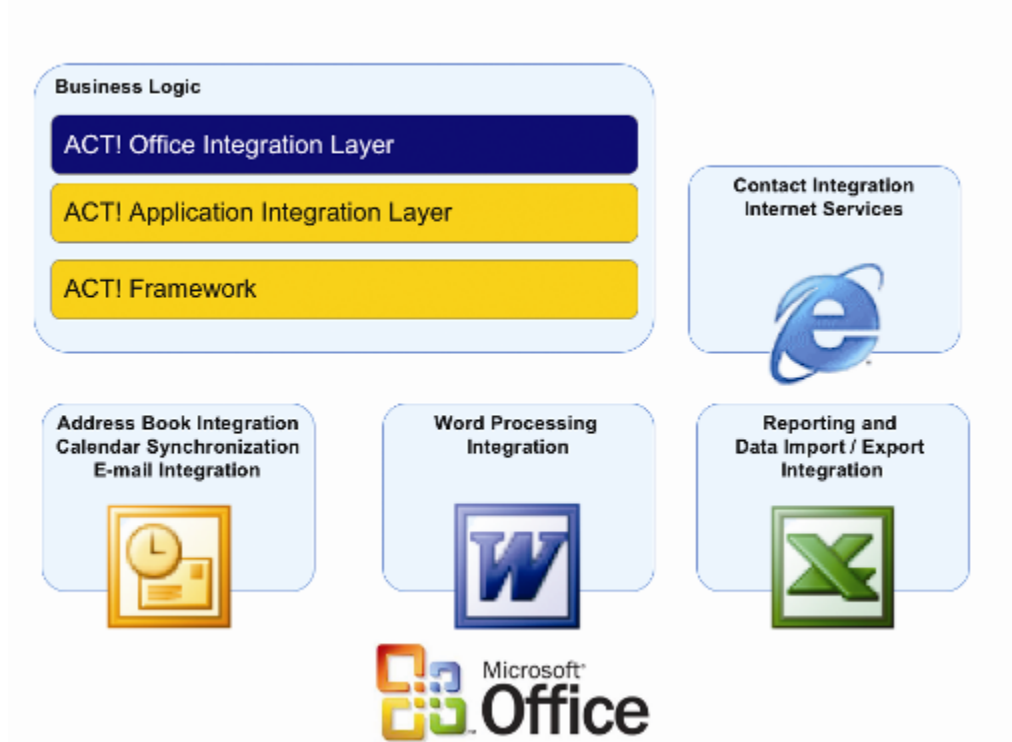 Business Logic
ACT! Office Integration Layer
ACT! Application Integration Layer
ACT! Framework
Contact Integration
Internet Services
Address Book Integration
Calendar Synchronization
E-mail Integration
Word Processing
Integration
Reporting and
Data Import / Export
Integration
Microsoft
Office